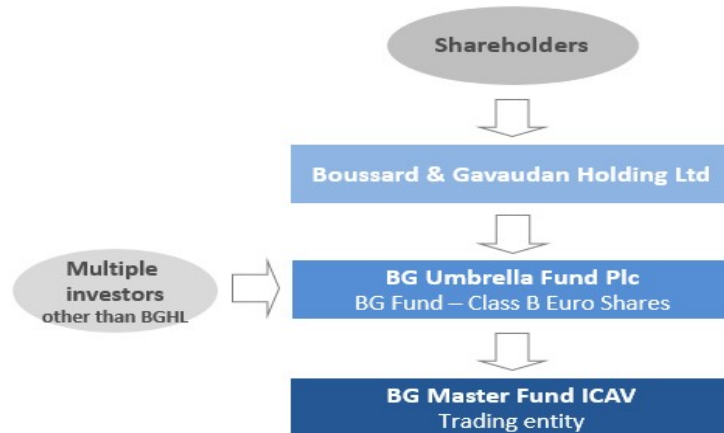 Shareholders
Boussard & Gavaudan Holding Ltd
Multiple
investors
other than BGHL
BG Umbrella Fund Plc
BG Fund – Class B Euro Shares
BG Master Fund ICAV
Trading entity